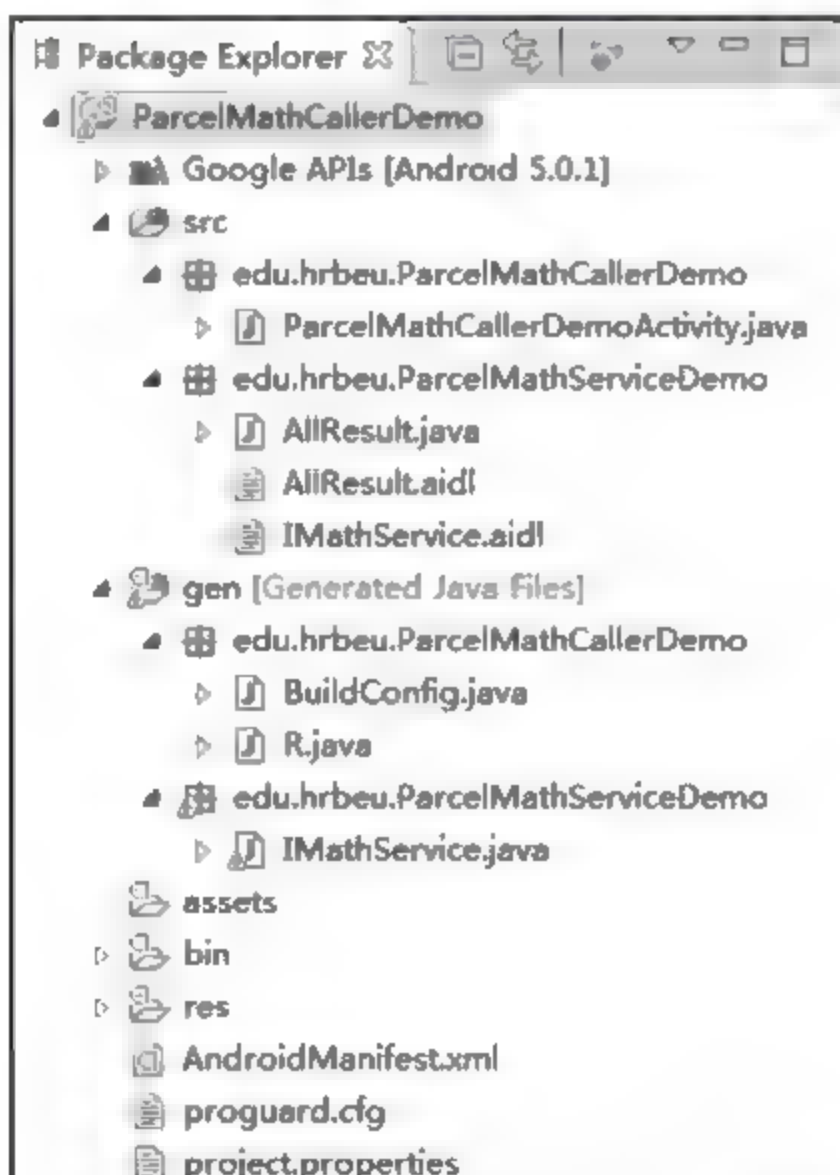 Package Explorer
ParcelMathCallerDemo
Google APIs [Android 5.0.1]
src
edu.hrbeu.ParcelMathCallerDemo
ParcelMathCallerDemoActivity.java
edu.hrbeu.ParcelMathServiceDemo
AllResult.java
AllResult.aidl
IMathService.aidl
gen [Generated Java Files]
edu.hrbeu.ParcelMathCallerDemo
BuildConfig.java
R.java
edu.hrbeu.ParcelMathServiceDemo
IMathService.java
assets
bin
res
AndroidManifest.xml
proguard.cfg
project.properties